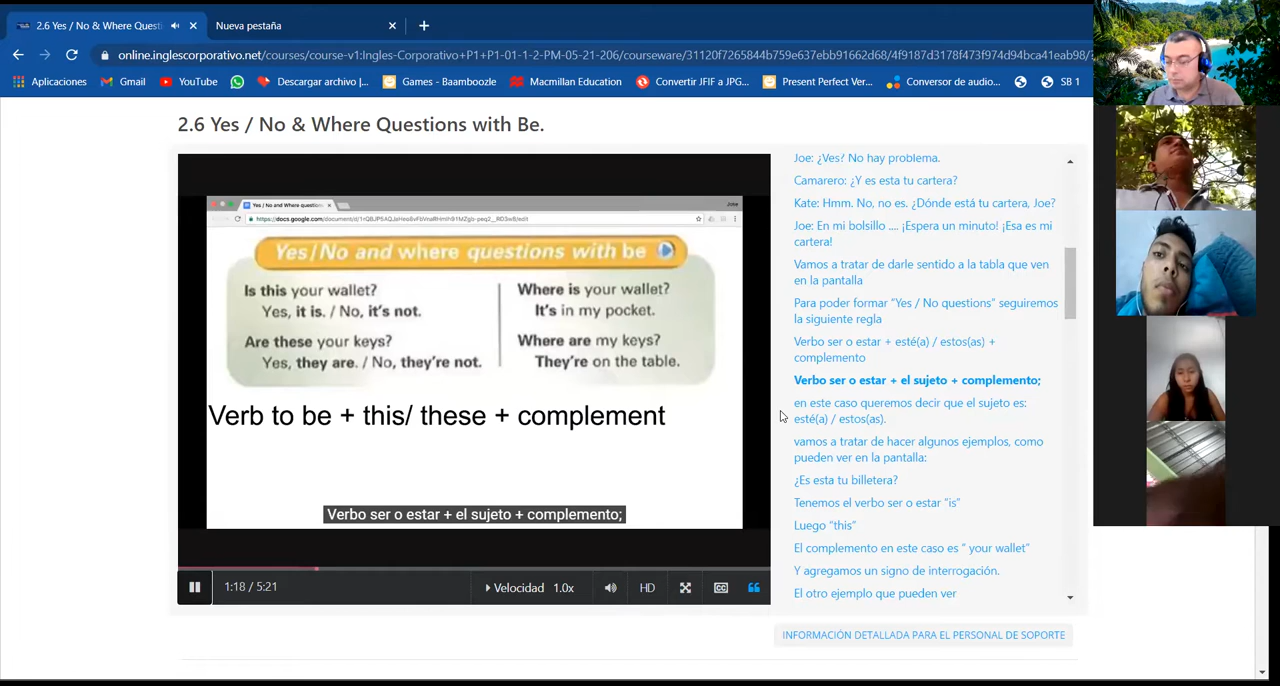 2.6 Yes / No & Where Questi
Nueva pestaña
online.inglescorporativo.net/courses/course-v1:Ingles-Corporativo+P1+P1-01-1-2-PM-05-21-206/courseware/31120f7265844b759e637ebb91662d68/4f9187d3178f473f974d94bca41eab98/
Aplicaciones
Gmail
YouTube
Descargar archivo |...
Games - Baamboozle
Macmillan Education
Convertir JFIF a JPG...
Present Perfect Ver...
Conversor de audio...
SB 1
2.6 Yes / No & Where Questions with Be.
Yes / No and Where question
Yes/No and where questions with be
Is this your wallet?
Yes, it is. / No, it's not.
Are these your keys?
Yes, they are. / No, they're not.
Where is your wallet?
It's in my pocket.
Where are my keys?
They're on the table.
Verb to be + this/ these + complement
Verbo ser o estar + el sujeto + complemento;
1:18 / 5:21
Velocidad 1.0x
HD
CC
Joe: ¿Ves? No hay problema.
Camarero: ¿Y es esta tu cartera?
Kate: Hmm. No, no es. ¿Dónde está tu cartera, Joe?
Joe: En mi bolsillo .... ¡Espera un minuto! ¡Esa es mi
cartera!
Vamos a tratar de darle sentido a la tabla que ven
en la pantalla
Para poder formar “Yes / No questions” seguiremos
la siguiente regla
Verbo ser o estar + esté(a) / estos(as) +
complemento
Verbo ser o estar + el sujeto + complemento;
en este caso queremos decir que el sujeto es:
esté(a) / estos(as).
vamos a tratar de hacer algunos ejemplos, como
pueden ver en la pantalla:
¿Es esta tu billetera?
Tenemos el verbo ser o estar “is”
Luego “this”
El complemento en este caso es “ your wallet”
Y agregamos un signo de interrogación.
El otro ejemplo que pueden ver
INFORMACIÓN DETALLADA PARA EL PERSONAL DE SOPORTE